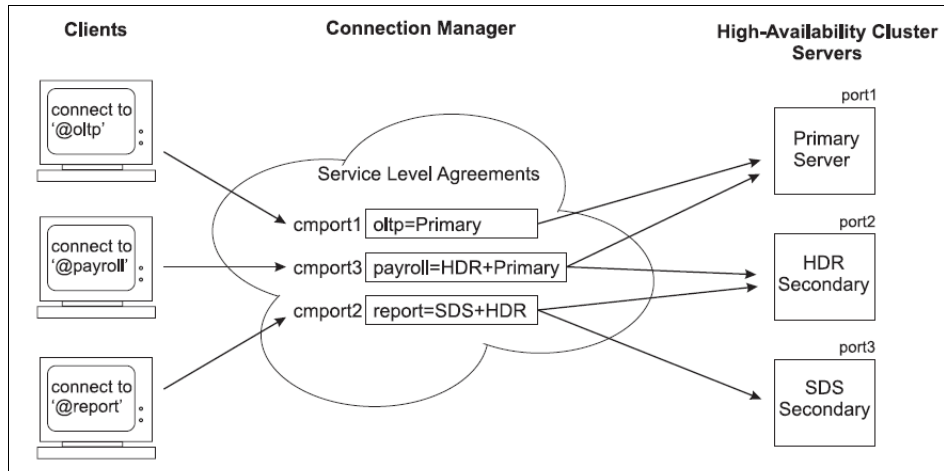 Clients
Connection Manager
High-Availability Cluster
Servers
connect to
‘@oltp’
connect to
‘@payroll’
connect to
‘@report’
Service Level Agreements
cmport1 oltp=Primary
cmport3 payroll=HDR+Primary
cmport2 report=SDS+HDR
port1
Primary
Server
port2
HDR
Secondary
port3
SDS
Secondary